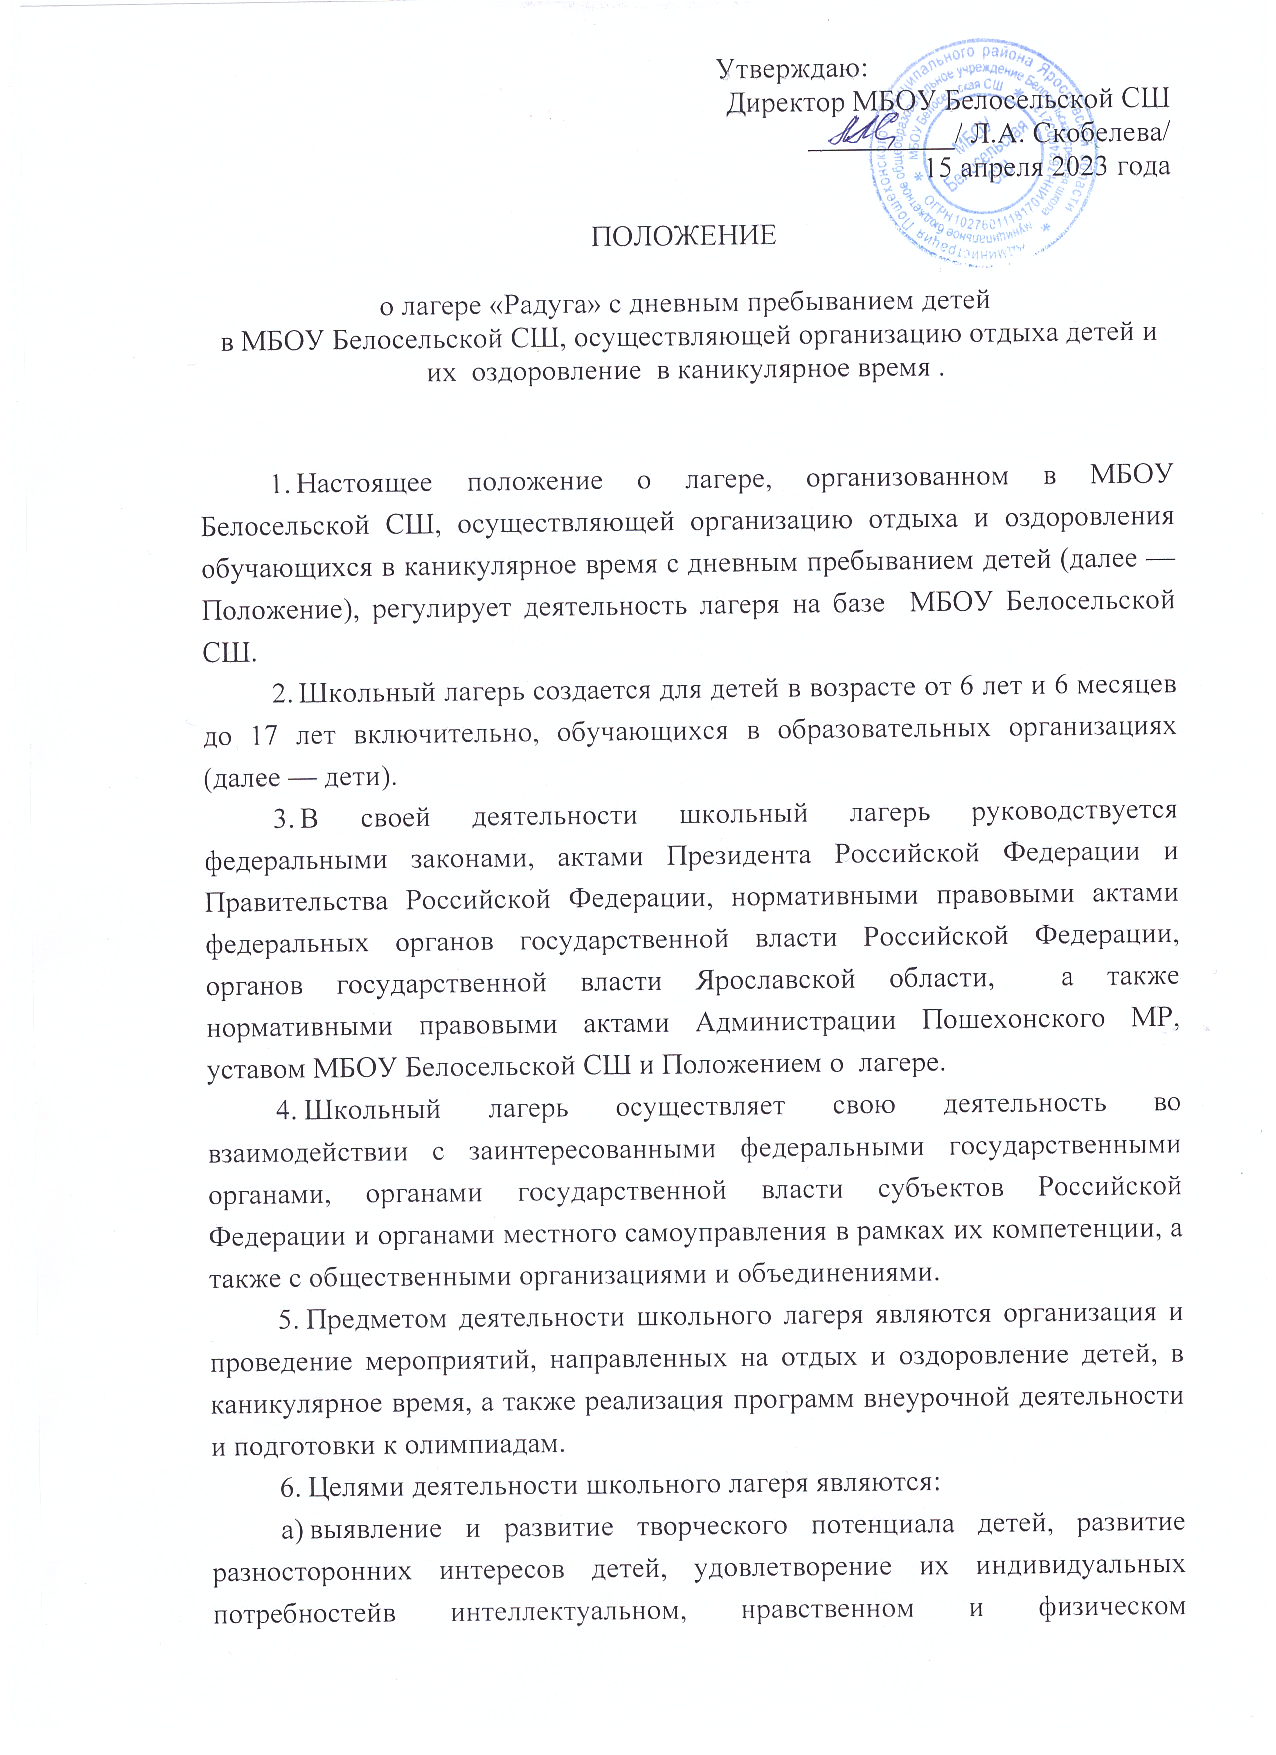 Утверждаю:
Директор МБОУ Белосельской СШ
/ Л.А. Скобелева/
15 апреля 2023 года
ПОЛОЖЕНИЕ
о лагере «Радуга» с дневным пребыванием детей
в МБОУ Белосельской СШ, осуществляющей организацию отдыха детей и
их оздоровление в каникулярное время .
1. Настоящее положение о лагере, организованном в МБОУ
Белосельской СШ, осуществляющей организацию отдыха и оздоровления
обучающихся в каникулярное время с дневным пребыванием детей (далее —
Положение), регулирует деятельность лагеря на базе МБОУ Белосельской
СШ.
2. Школьный лагерь создается для детей в возрасте от 6 лет и 6 месяцев
до 17 лет включительно, обучающихся в образовательных организациях
(далее — дети).
3. В своей деятельности школьный лагерь руководствуется
федеральными законами, актами Президента Российской Федерации и
Правительства Российской Федерации, нормативными правовыми актами
федеральных органов государственной власти Российской Федерации,
органов государственной власти Ярославской области, а также
нормативными правовыми актами Администрации Пошехонского МР,
уставом МБОУ Белосельской СШ и Положением о лагере.
4. Школьный лагерь осуществляет свою деятельность во
взаимодействии с заинтересованными федеральными государственными
органами, органами государственной власти субъектов Российской
Федерации и органами местного самоуправления в рамках их компетенции, а
также с общественными организациями и объединениями.
5. Предметом деятельности школьного лагеря являются организация и
проведение мероприятий, направленных на отдых и оздоровление детей, в
каникулярное время, а также реализация программ внеурочной деятельности
и подготовки к олимпиадам.
6. Целями деятельности школьного лагеря являются:
а) выявление и развитие творческого потенциала детей, развитие
разносторонних интересов детей, удовлетворение их индивидуальных
потребностейв интеллектуальном, нравственном и физическом